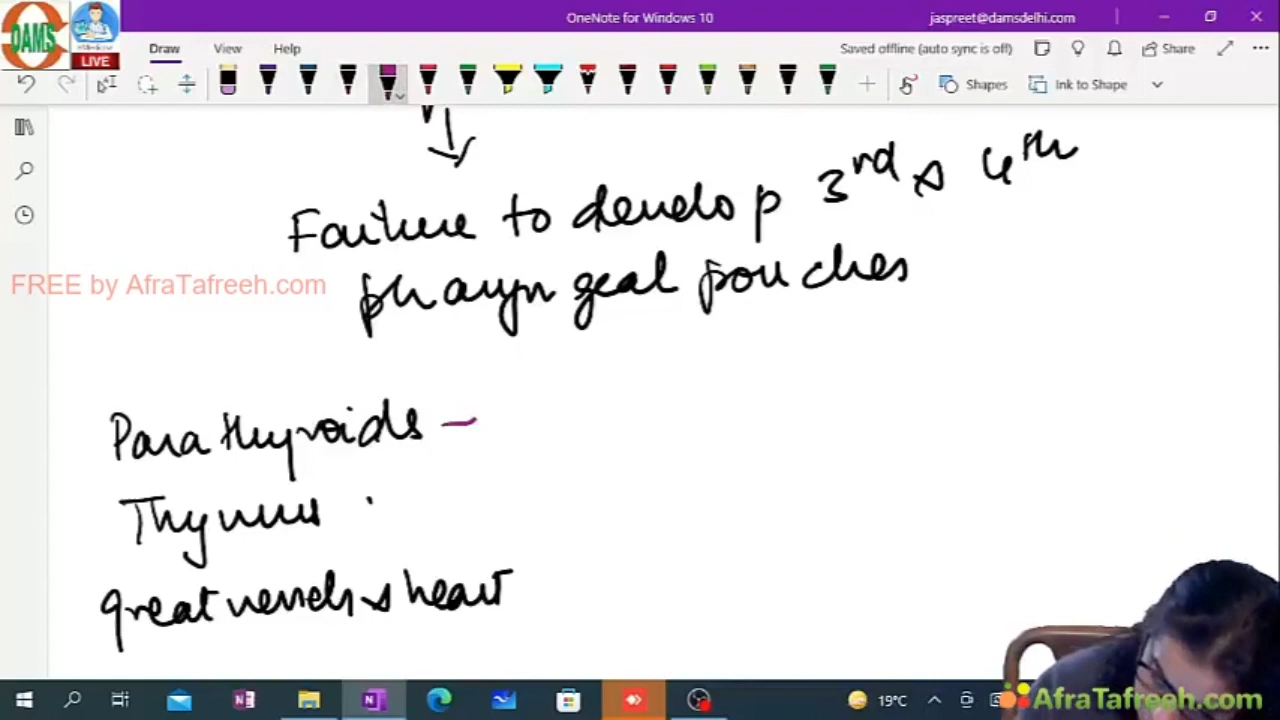 DAMS
LIVE
OneNote for Windows 10
jaspreet@damsdelhi.com
Draw
View
Help
Saved offline (auto sync is off)
Share
Shapes
Ink to Shape
Failure to develop 3rd & 4th
pharyngeal pouches
FREE by AfraTafreeh.com
Parathyroids -
Thymus
great vessels & heart
19°C
AfraTafreeh.com